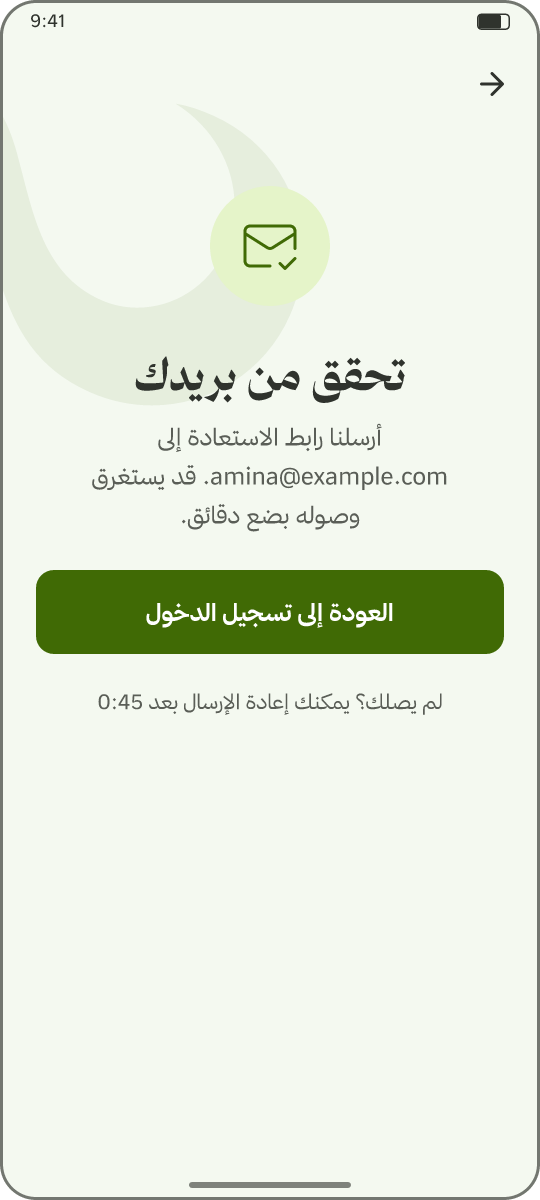 9:41
تحقق من بريدك
أرسلنا رابط الاستعادة إلى
amina@example.com. قد يستغرق
وصوله بضع دقائق.
العودة إلى تسجيل الدخول
لم يصلك؟ يمكنك إعادة الإرسال بعد 0:45